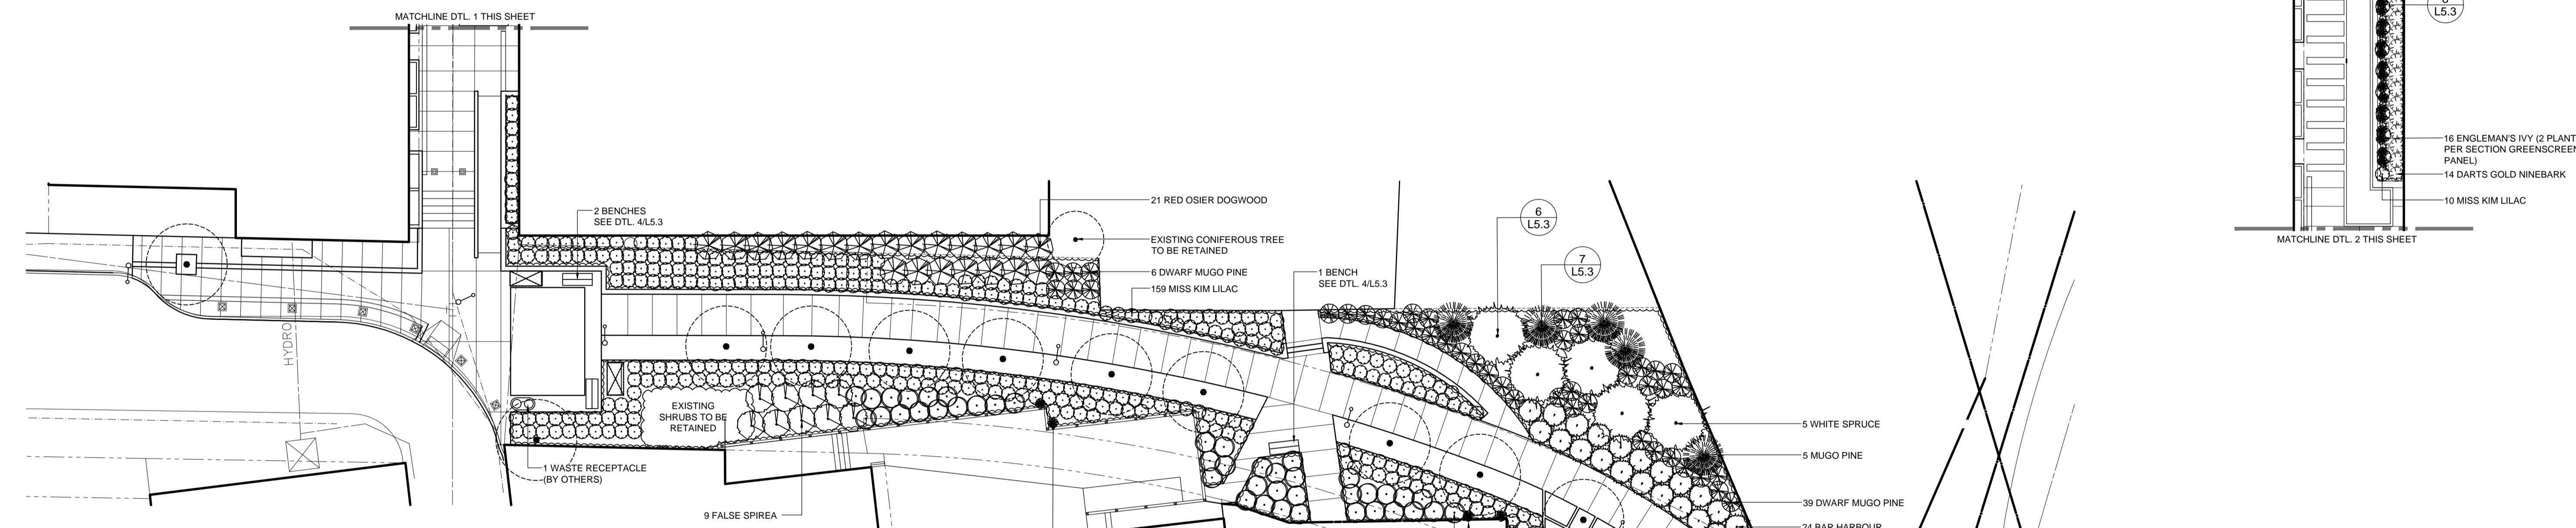 MATCHLINE DTL. 1 THIS SHEET
L5.3
16 ENGLEMAN'S IVY (2 PLANT
PER SECTION GREENSCREEN
PANEL)
14 DARTS GOLD NINEBARK
10 MISS KIM LILAC
MATCHLINE DTL. 2 THIS SHEET
2 BENCHES
SEE DTL. 4/L5.3
21 RED OSIER DOGWOOD
EXISTING CONIFEROUS TREE
TO BE RETAINED
6 DWARF MUGO PINE
159 MISS KIM LILAC
1 BENCH
SEE DTL. 4/L5.3
6
L5.3
7
L5.3
HYDRO
EXISTING
SHRUBS TO BE
RETAINED
1 WASTE RECEPTACLE
(BY OTHERS)
9 FALSE SPIREA
5 WHITE SPRUCE
5 MUGO PINE
39 DWARF MUGO PINE
24 BAR HARBOUR